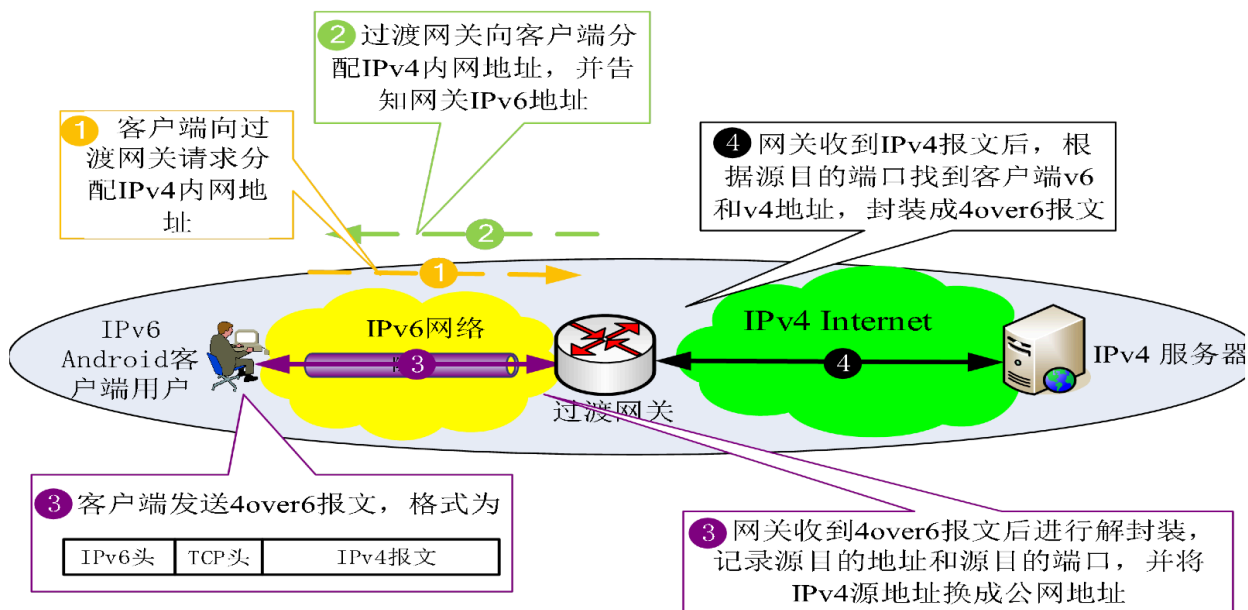 2 过渡网关向客户端分
配IPv4内网地址，并告
知网关IPv6地址
1 客户端向过
渡网关请求分
配IPv4内网地
址
4 网关收到IPv4报文后，根
据源目的端口找到客户端v6
和v4地址，封装成4over6报文
2
1
IPv6
Android客
户端用户
IPv6网络
3
过渡网关
IPv4 Internet
4
IPv4 服务器
3 客户端发送4over6报文，格式为
IPv6头 TCP头 IPv4报文
3 网关收到4over6报文后进行解封装，
记录源目的地址和源目的端口，并将
IPv4源地址换成公网地址